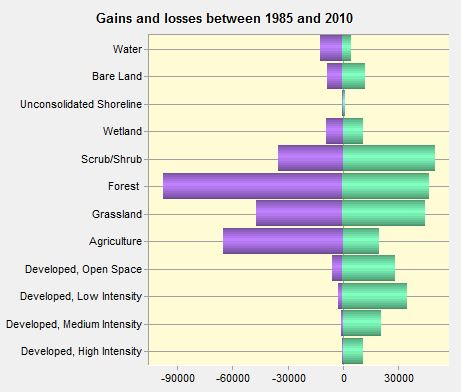 Gains and losses between 1985 and 2010
Water
Bare Land
Unconsolidated Shoreline
Wetland
Scrub/Shrub
Forest
Grassland
Agriculture
Developed, Open Space
Developed, Low Intensity
Developed, Medium Intensity
Developed, High Intensity
-90000 -60000 -30000 0 30000